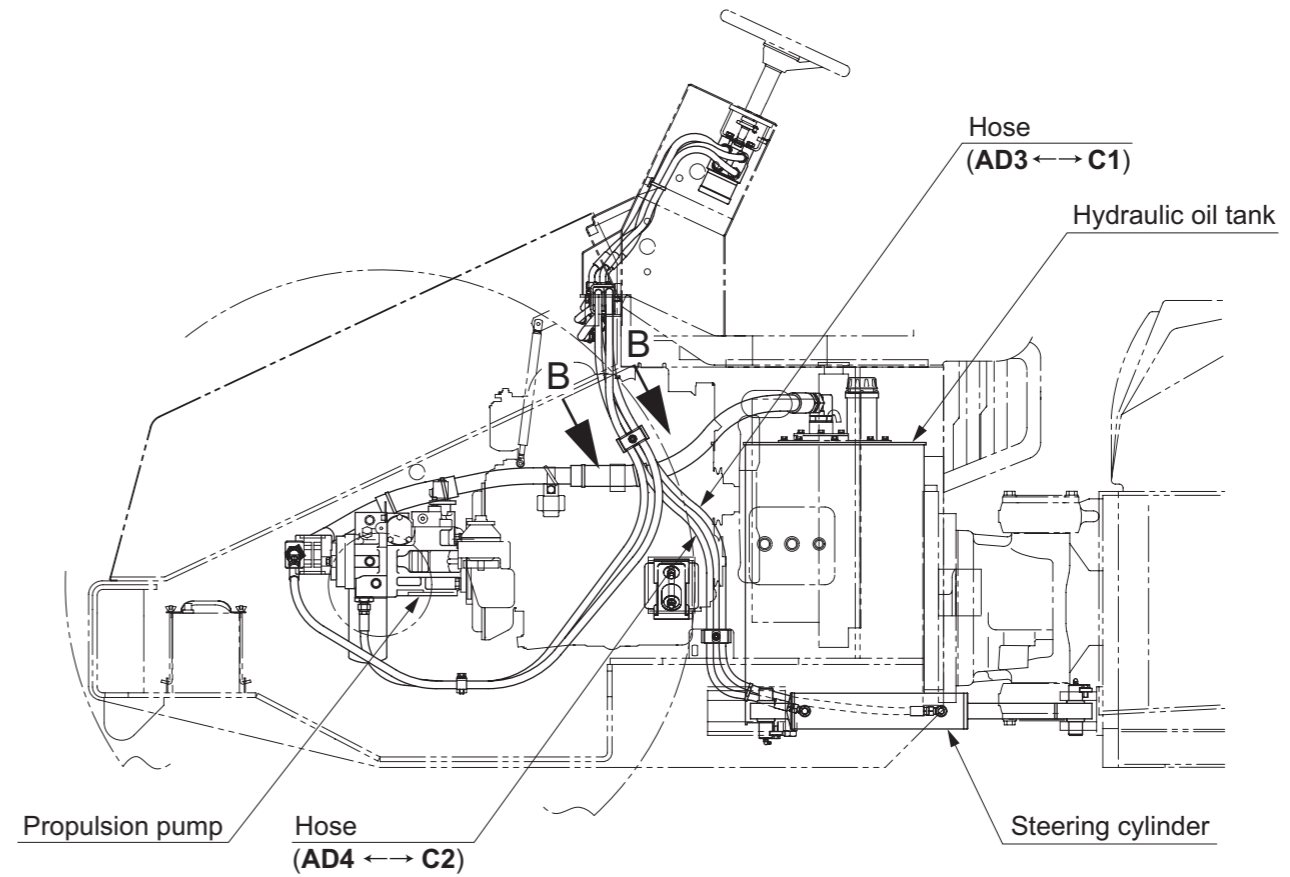 Hose
(AD3 ←→ C1)
Hydraulic oil tank
B
B
Propulsion pump
Hose
(AD4 ←→ C2)
Steering cylinder